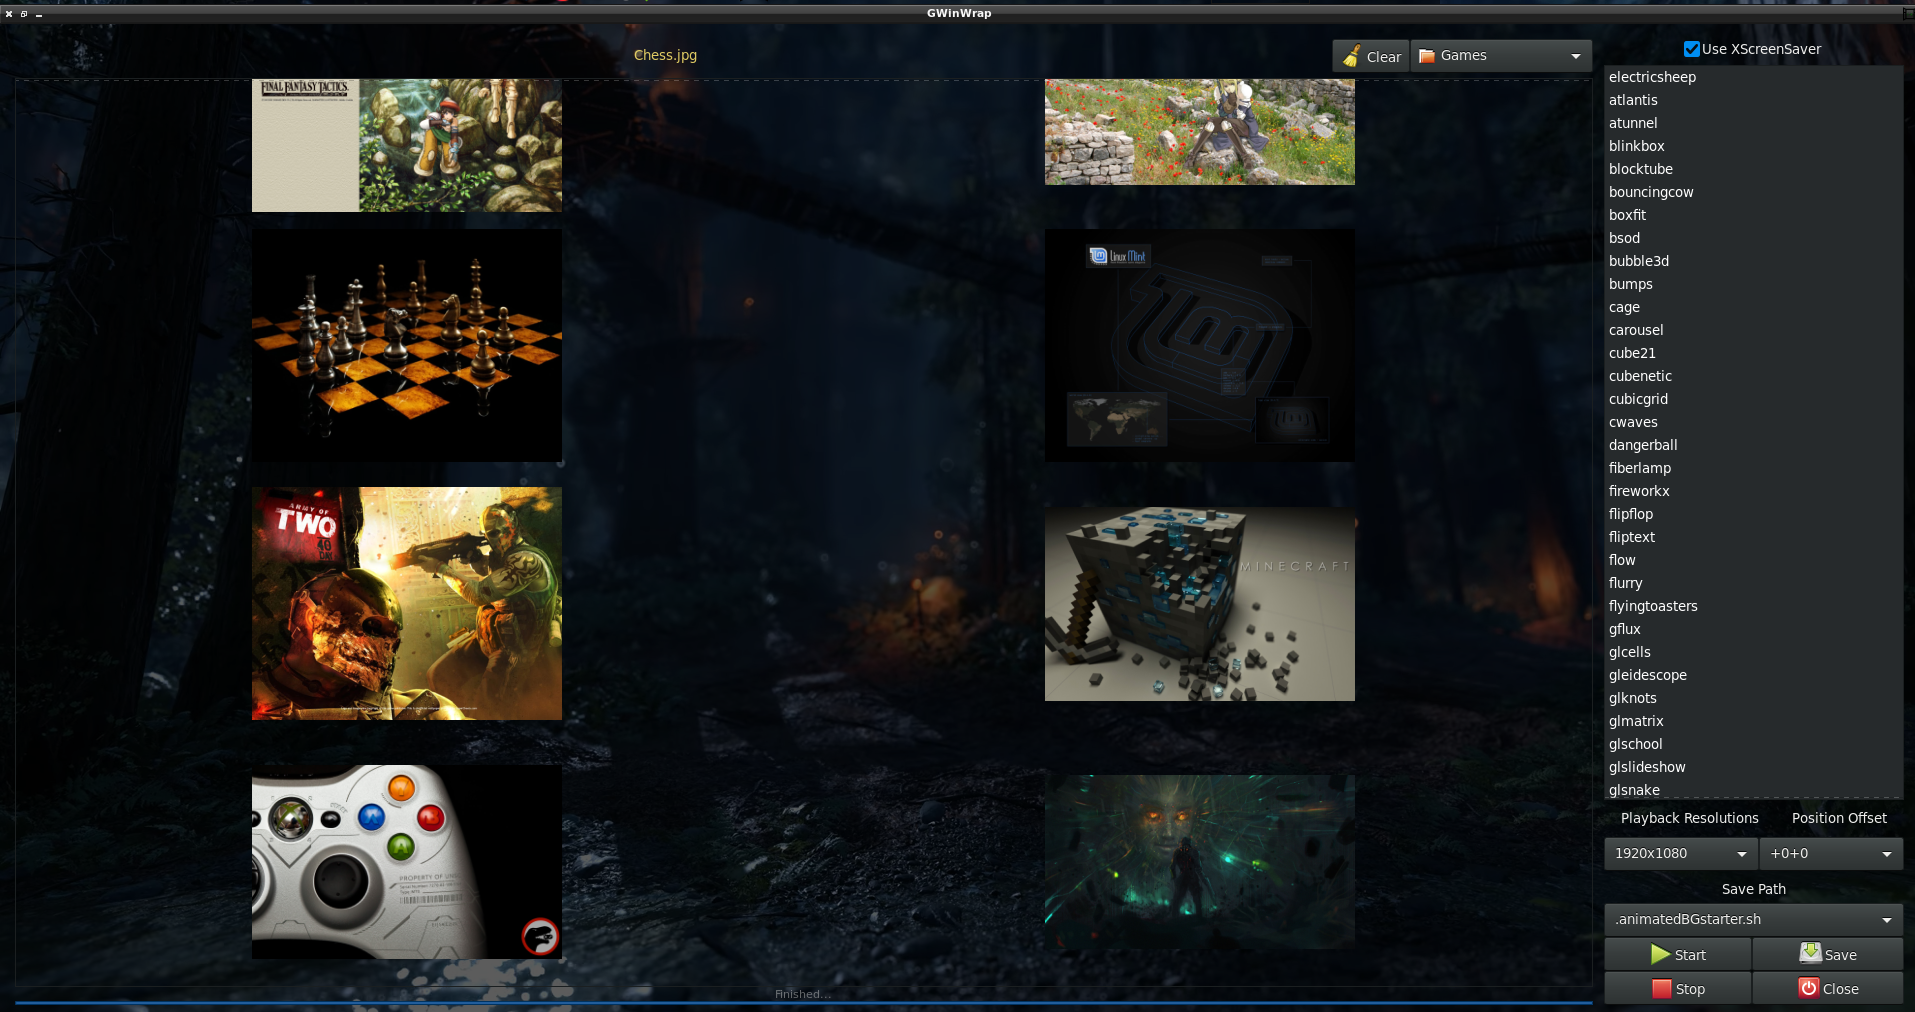 GWinWrap
Chess.jpg
Clear
Games
Use XScreenSaver
FINAL FANTASY TACTICS.
Linux Mint
ARMY OF
TWO
MINECRAFT
PROPERTY OF
Finished...
electricsheep
atlantis
atunnel
blinkbox
blocktube
bouncingcow
boxfit
bsod
bubble3d
bumps
cage
carousel
cube21
cubenetic
cubicgrid
cwaves
dangerball
fiberlamp
fireworkx
flipflop
fliptext
flow
flurry
flyingtoasters
gflux
glcells
gleidescope
glknots
glmatrix
glschool
glslideshow
glsnake
Playback Resolutions
Position Offset
1920x1080
+0+0
Save Path
.animatedBGstarter.sh
Start
Save
Stop
Close